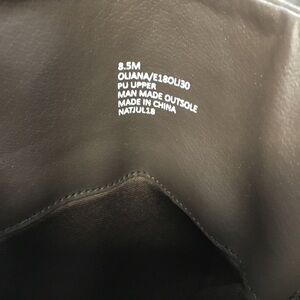 8.5M
OLIANA/E18OLI30
PU UPPER
MAN MADE OUTSOLE
MADE IN CHINA
NATJUL18